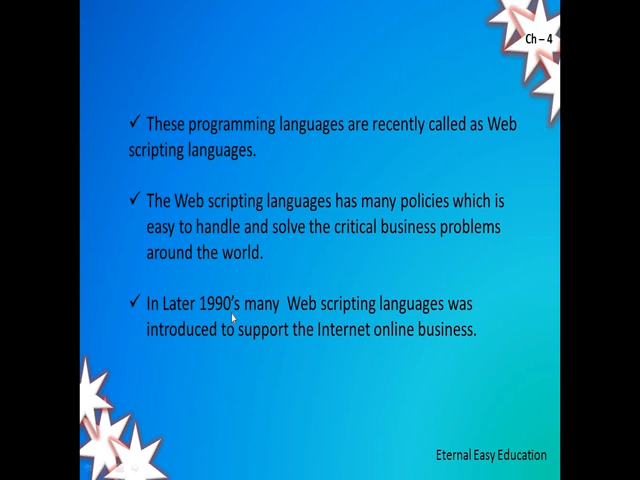 Ch – 4
✓ These programming languages are recently called as Web
scripting languages.
✓ The Web scripting languages has many policies which is
easy to handle and solve the critical business problems
around the world.
✓ In Later 1990's many Web scripting languages was
introduced to support the Internet online business.
Eternal Easy Education